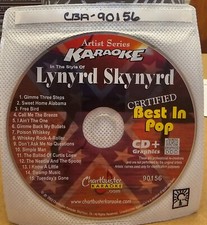 CBA-90156
Artist Series
KARAOKE
In The Style Of
Lynyrd Skynyrd
CERTIFIED
Best In
Pop
1. Gimme Three Steps
2. Sweet Home Alabama
3. Free Bird
4. Call Me The Breeze
5. I Ain't The One
6. Gimme Back My Bullets
7. Poison Whiskey
8. Whiskey Rock-A-Roller
9. Don't Ask Me No Questions
10. Simple Man
11. The Ballad Of Curtis Loew
12. The Needle And The Spoon
13. I Know A Little
14. Swamp Music
15. Tuesday's Gone
CD+
Graphics
90156
Chartbuster
KARAOKE
.com
www.chartbusterkaraoke.com